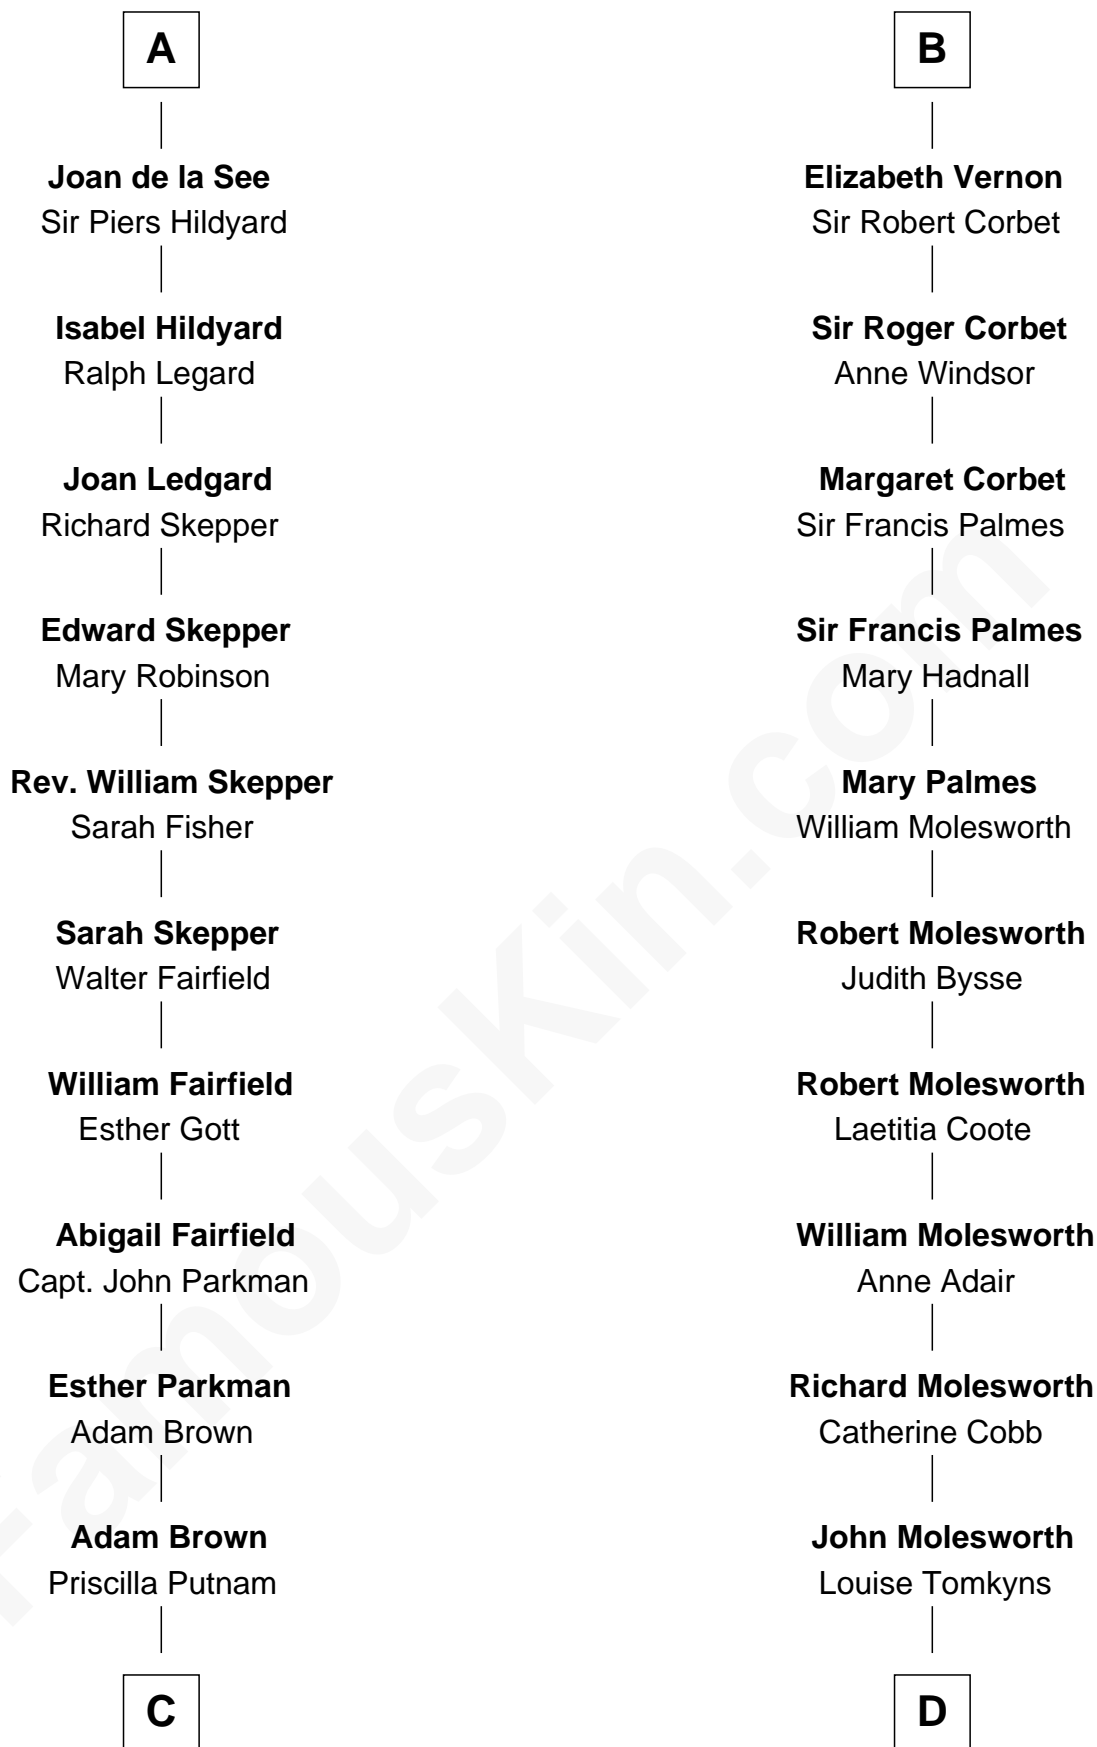 A
Joan de la See
Sir Piers Hildyard
Isabel Hildyard
Ralph Legard
Joan Ledgard
Richard Skepper
Edward Skepper
Mary Robinson
Rev. William Skepper
Sarah Fisher
Sarah Skepper
Walter Fairfield
William Fairfield
Esther Gott
Abigail Fairfield
Capt. John Parkman
Esther Parkman
Adam Brown
Adam Brown
Priscilla Putnam
C
B
Elizabeth Vernon
Sir Robert Corbet
Sir Roger Corbet
Anne Windsor
Margaret Corbet
Sir Francis Palmes
Sir Francis Palmes
Mary Hadnall
Mary Palmes
William Molesworth
Robert Molesworth
Judith Bysse
Robert Molesworth
Laetitia Coote
William Molesworth
Anne Adair
Richard Molesworth
Catherine Cobb
John Molesworth
Louise Tomkyns
D
FamousKin.com